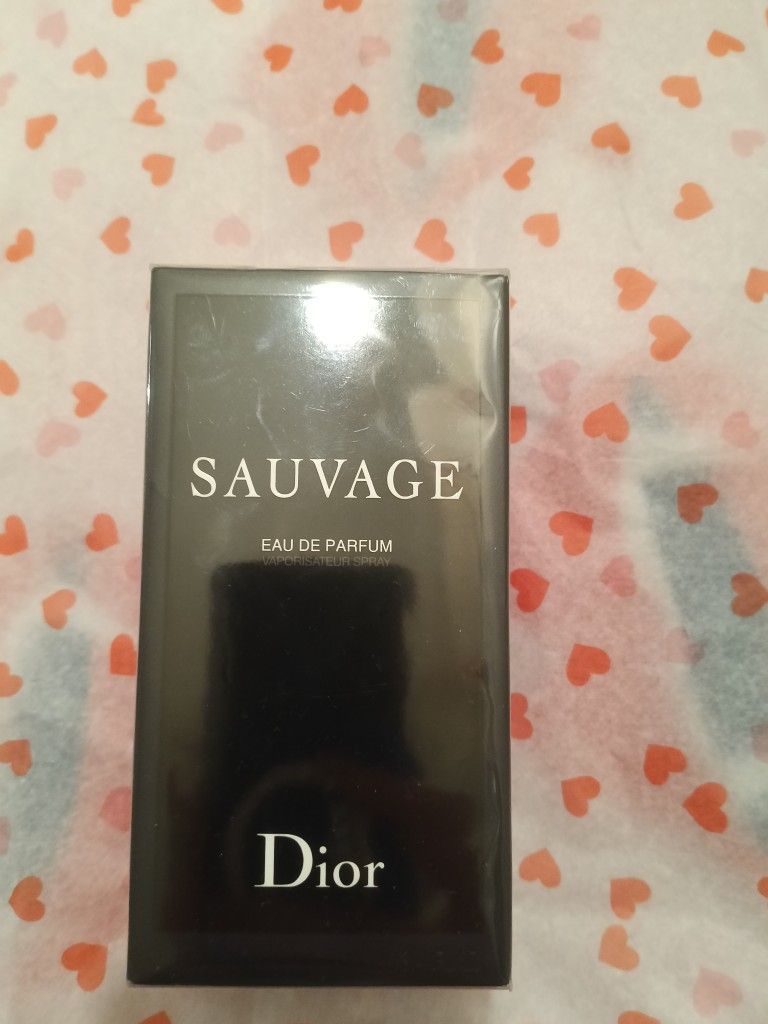 SAUVAGE
EAU DE PARFUM
VAPORISATEUR SPRAY
Dior